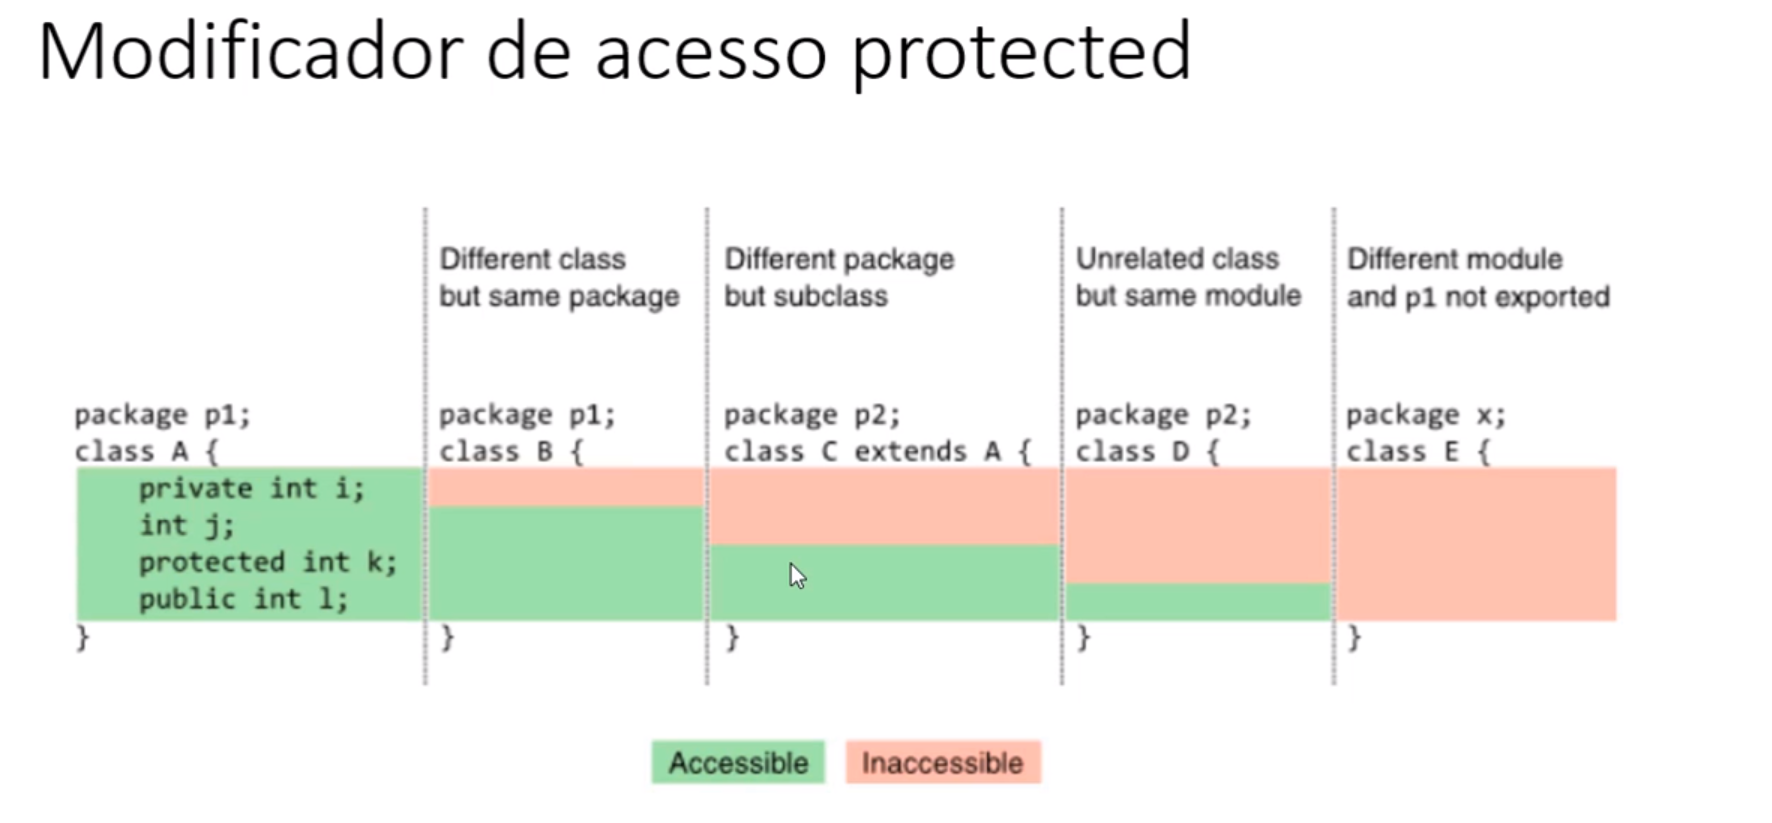 Modificador de acesso protected
Different class
but same package
Different package
but subclass
Unrelated class
but same module
Different module
and p1 not exported
package p1;
class A {
private int i;
int j;
protected int k;
public int l;
}
package p1;
class B {
}
package p2;
class C extends A {
}
package p2;
class D {
}
package x;
class E {
}
Accessible
Inaccessible